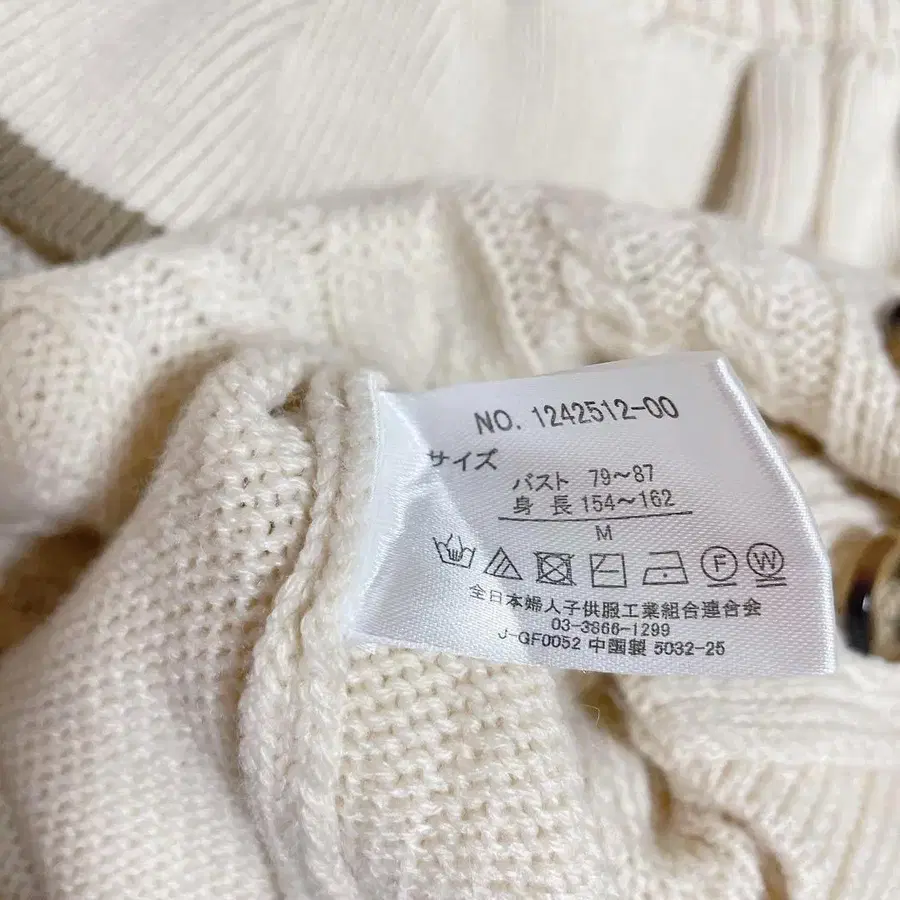 NO. 1242512-00
サイズ
バスト 79～87
身長 154～162
M
F W
全日本婦人子供服工業組合連合会
03-3866-1299
J-GF0052 中国製 5032-25